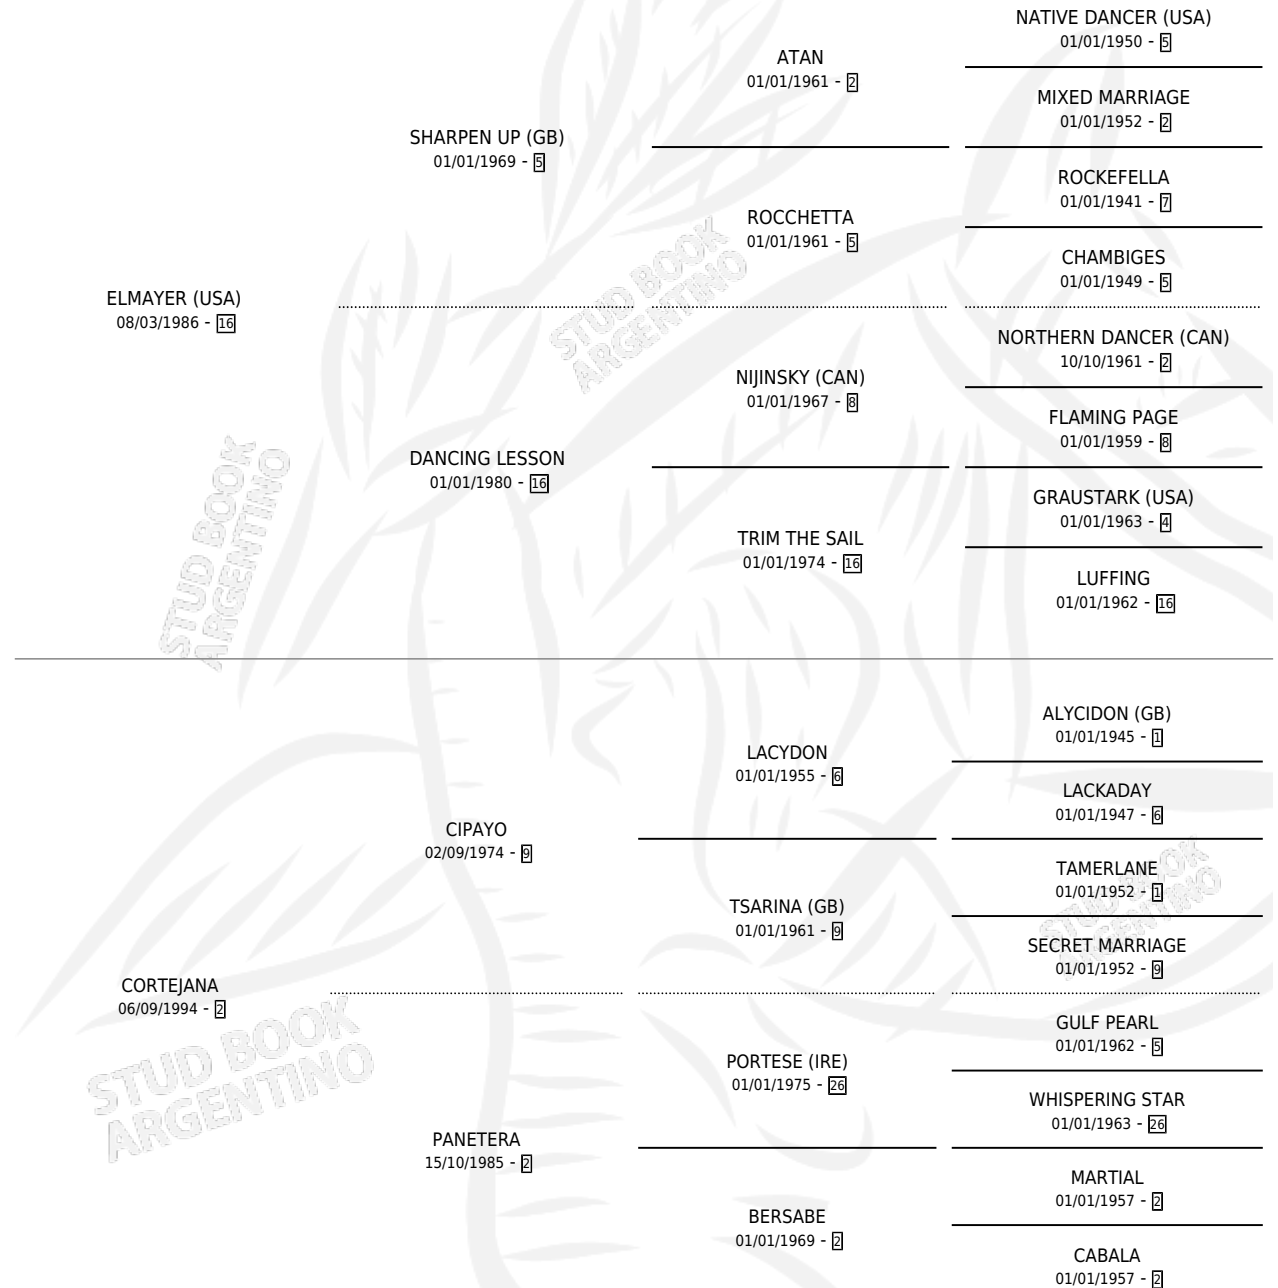 NATIVE DANCER (USA)
01/01/1950 - 5
ATAN
01/01/1961 - 2
MIXED MARRIAGE
01/01/1952 - 2
SHARPEN UP (GB)
01/01/1969 - 5
ROCKEFELLA
01/01/1941 - 7
ROCCHETTA
01/01/1961 - 5
CHAMBIGES
01/01/1949 - 5
ELMAYER (USA)
08/03/1986 - 16
STUD BOOK
ARGENTINO
NORTHERN DANCER (CAN)
10/10/1961 - 2
NIJINSKY (CAN)
01/01/1967 - 8
FLAMING PAGE
01/01/1959 - 8
DANCING LESSON
01/01/1980 - 16
GRAUSTARK (USA)
01/01/1963 - 4
TRIM THE SAIL
01/01/1974 - 16
LUFFING
01/01/1962 - 16
STUD BOOK
ARGENTINO
ALYCIDON (GB)
01/01/1945 - 1
LACYDON
01/01/1955 - 6
LACKADAY
01/01/1947 - 6
CIPAYO
02/09/1974 - 9
TAMERLANE
01/01/1952 - 1
TSARINA (GB)
01/01/1961 - 9
SECRET MARRIAGE
01/01/1952 - 9
STUD BOOK
ARGENTINO
CORTEJANA
06/09/1994 - 2
GULF PEARL
01/01/1962 - 5
PORTESE (IRE)
01/01/1975 - 26
WHISPERING STAR
01/01/1963 - 26
STUD BOOK
ARGENTINO
PANETERA
15/10/1985 - 2
MARTIAL
01/01/1957 - 2
BERSABE
01/01/1969 - 2
CABALA
01/01/1957 - 2